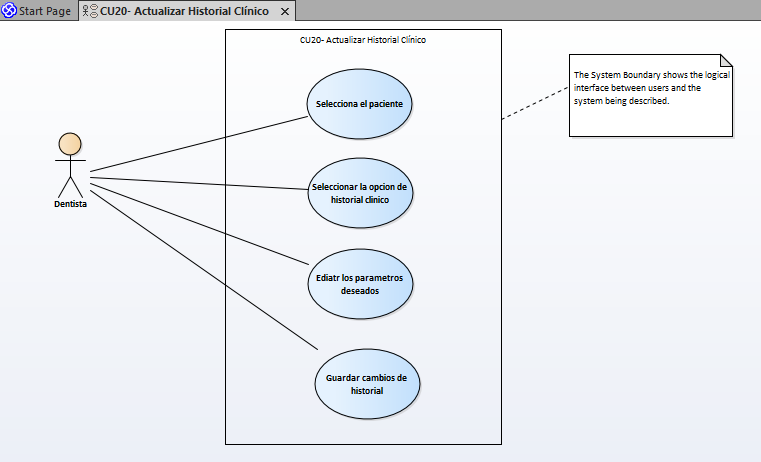 Start Page
CU20- Actualizar Historial Clínico
CU20- Actualizar Historial Clínico
Selecciona el paciente
The System Boundary shows the logical
interface between users and the
system being described.
Seleccionar la opcion de
historial clinico
Dentista
Ediatr los parametros
deseados
Guardar cambios de
historial